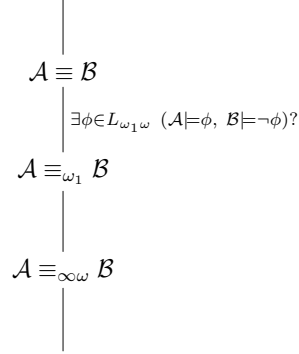 𝒜 ≡ ℬ
∃ϕ∈L_{ω₁ω} (𝒜⊨ϕ, ℬ⊨¬ϕ)?
𝒜 ≡_{ω₁} ℬ
𝒜 ≡_{∞ω} ℬ